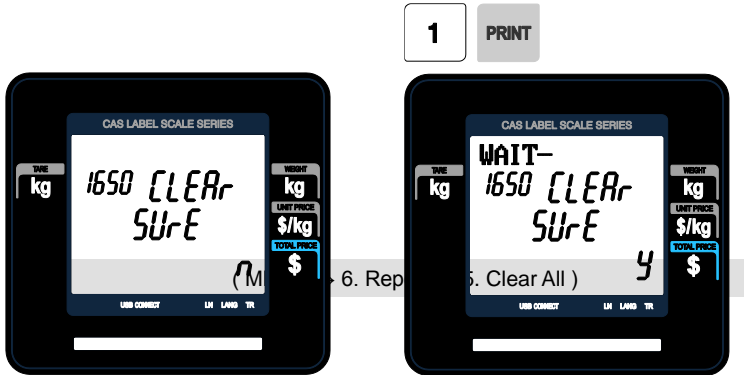 1 PRINT
CAS LABEL SCALE SERIES
TARE
kg
1650 CLEAr
SUrE
n
WEIGHT
kg
UNIT PRICE
$/kg
TOTAL PRICE
$
USB CONNECT LN LANG TR
CAS LABEL SCALE SERIES
WAIT-
TARE
kg
1650 CLEAr
SUrE
y
WEIGHT
kg
UNIT PRICE
$/kg
TOTAL PRICE
$
USB CONNECT LN LANG TR
6. Rep 5. Clear All )